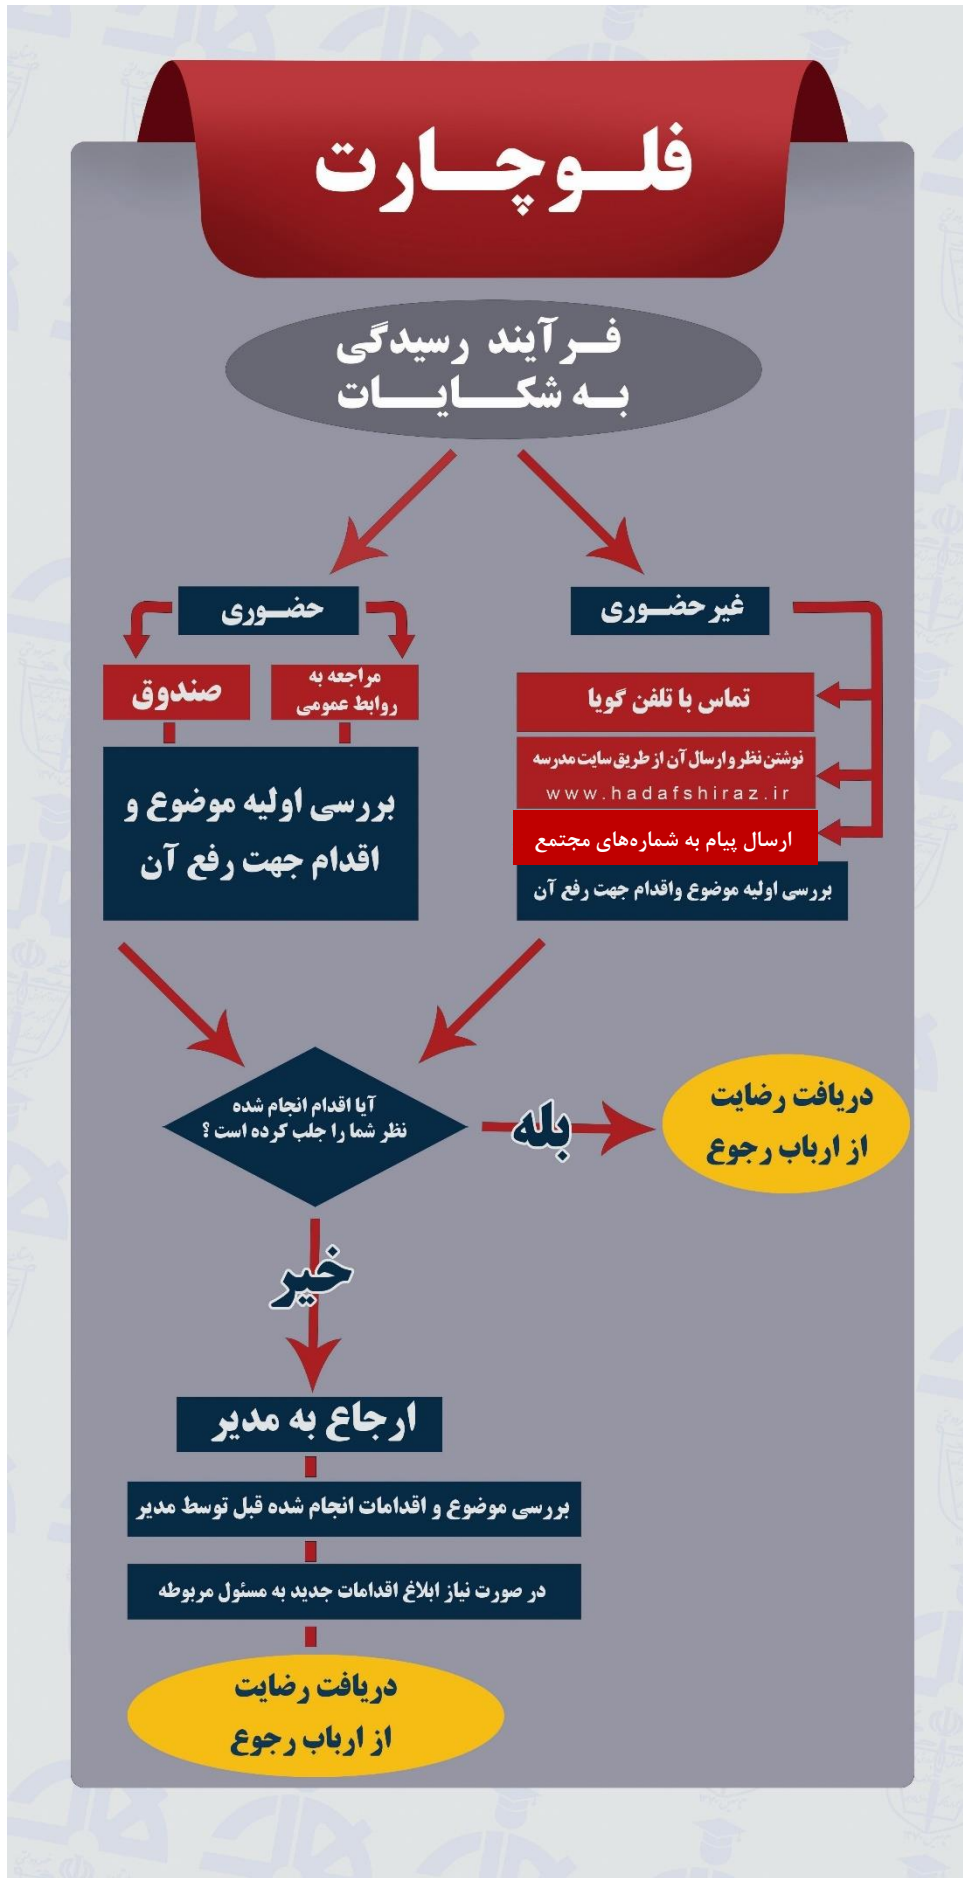 فلوچارت
فرآیند رسیدگی
به شکایات
غیر حضوری
حضوری
تماس با تلفن گویا
نوشتن نظر و ارسال آن از طریق سایت مدرسه
www.hadafshiraz.ir
ارسال پیام به شماره‌های مجتمع
بررسی اولیه موضوع واقدام جهت رفع آن
مراجعه به
روابط عمومی
صندوق
بررسی اولیه موضوع و
اقدام جهت رفع آن
آیا اقدام انجام شده
نظر شما را جلب کرده است ؟
بله
دریافت رضایت
از ارباب رجوع
خیر
ارجاع به مدیر
بررسی موضوع و اقدامات انجام شده قبل توسط مدیر
در صورت نیاز ابلاغ اقدامات جدید به مسئول مربوطه
دریافت رضایت
از ارباب رجوع